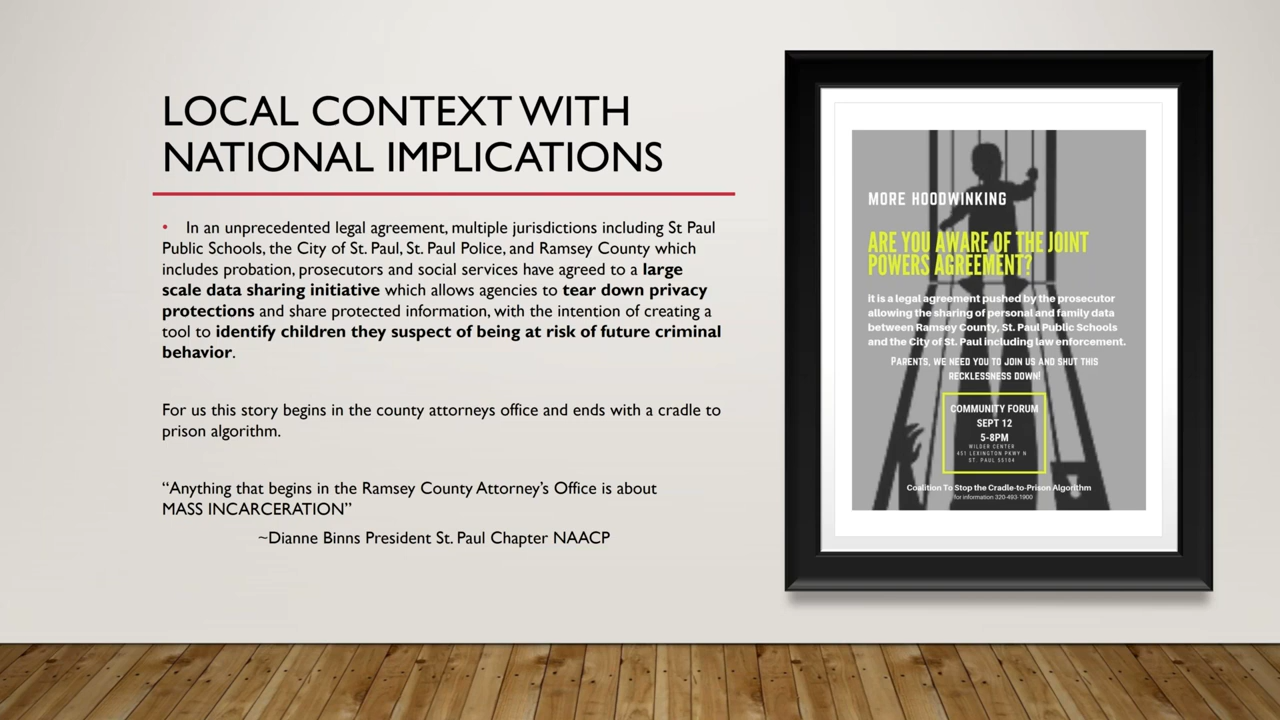 LOCAL CONTEXT WITH
NATIONAL IMPLICATIONS
• In an unprecedented legal agreement, multiple jurisdictions including St Paul
Public Schools, the City of St. Paul, St. Paul Police, and Ramsey County which
includes probation, prosecutors and social services have agreed to a large
scale data sharing initiative which allows agencies to tear down privacy
protections and share protected information, with the intention of creating a
tool to identify children they suspect of being at risk of future criminal
behavior.
For us this story begins in the county attorneys office and ends with a cradle to
prison algorithm.
“Anything that begins in the Ramsey County Attorney’s Office is about
MASS INCARCERATION”
~Dianne Binns President St. Paul Chapter NAACP
MORE HOODWINKING
ARE YOU AWARE OF THE JOINT
POWERS AGREEMENT?
it is a legal agreement pushed by the prosecutor
allowing the sharing of personal and family data
between Ramsey County, St. Paul Public Schools
and the City of St. Paul including law enforcement.
PARENTS, WE NEED YOU TO JOIN US AND SHUT THIS
RECKLESSNESS DOWN!
COMMUNITY FORUM
SEPT 12
5-8PM
WILDER CENTER
451 LEXINGTON PKWY N
ST. PAUL 55104
Coalition To Stop the Cradle-to-Prison Algorithm
for information 320-493-1900